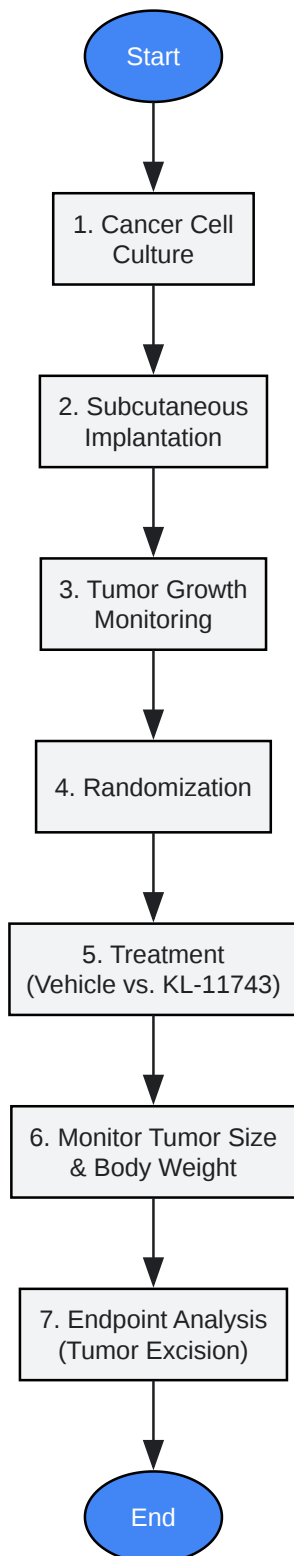 Start
1. Cancer Cell
Culture
2. Subcutaneous
Implantation
3. Tumor Growth
Monitoring
4. Randomization
5. Treatment
(Vehicle vs. KL-11743)
6. Monitor Tumor Size
& Body Weight
7. Endpoint Analysis
(Tumor Excision)
End